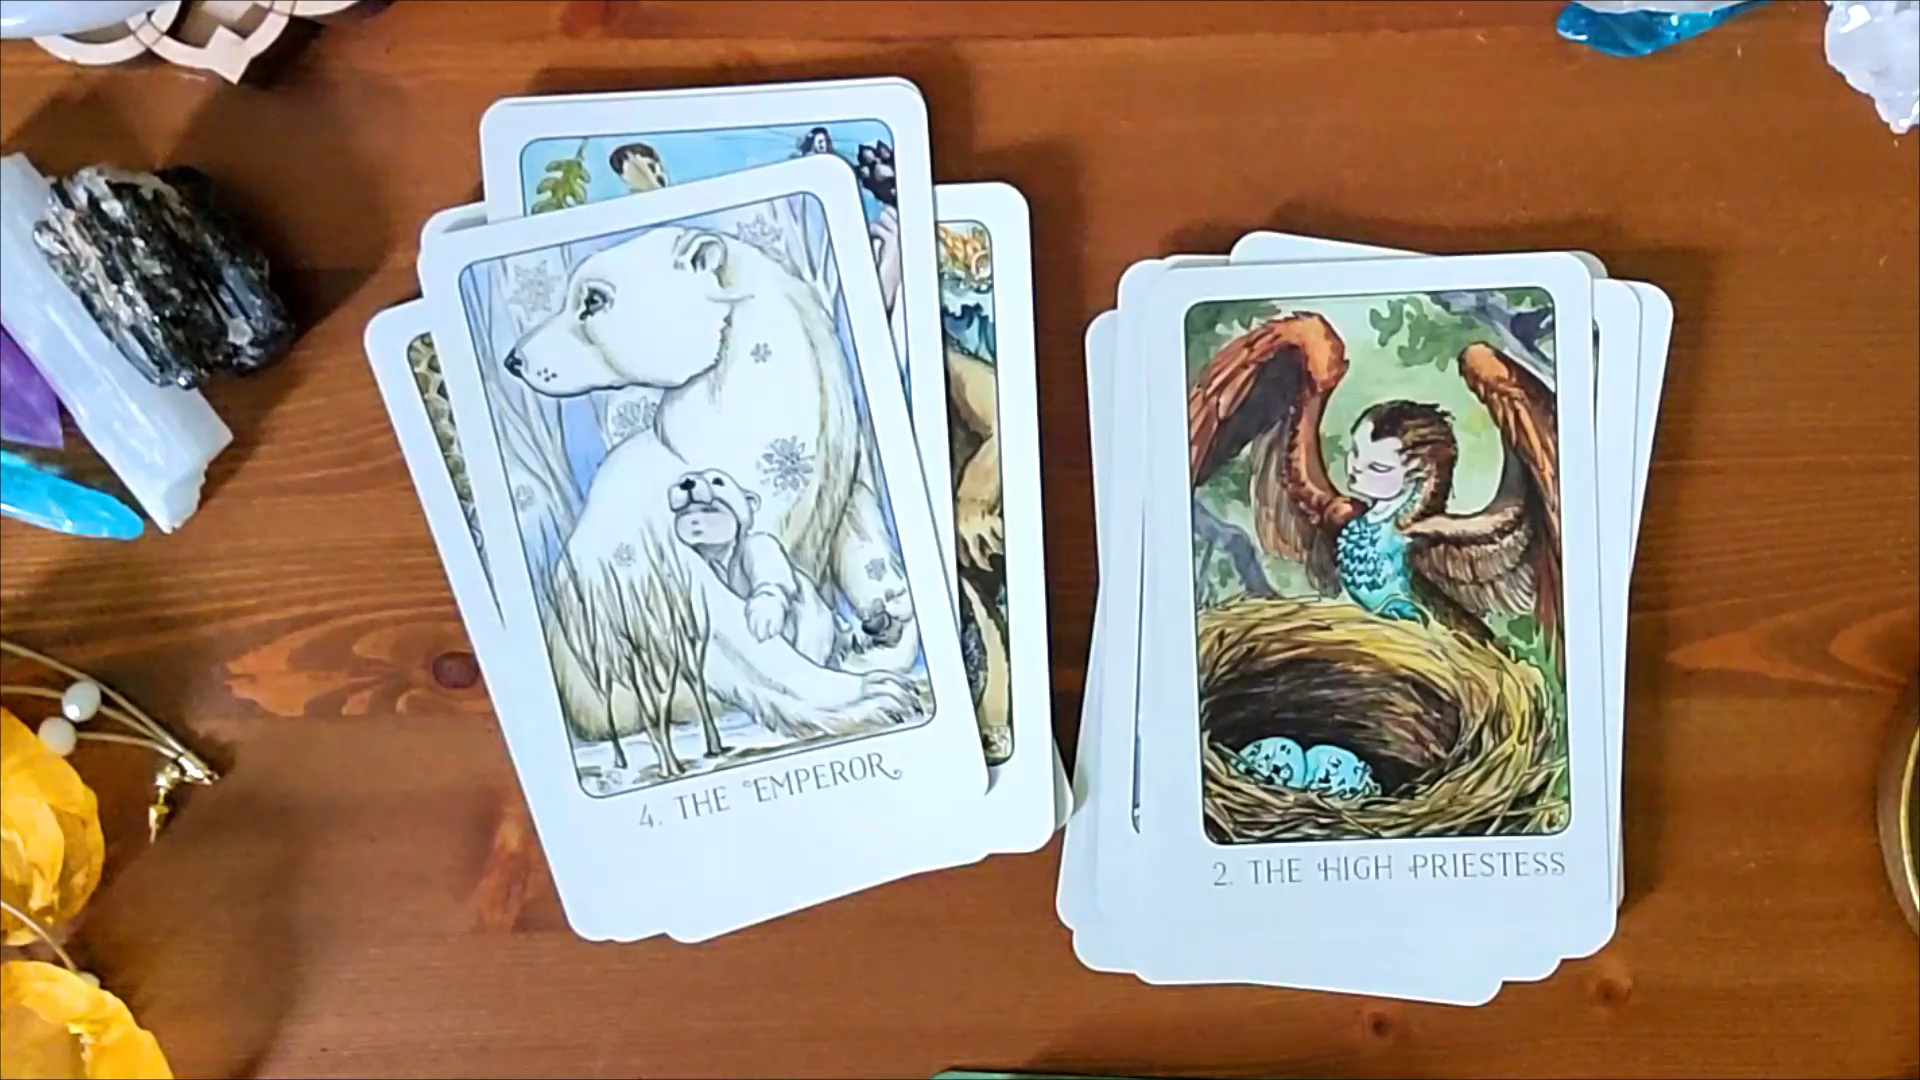 4. THE EMPEROR
2. THE HIGH PRIESTESS